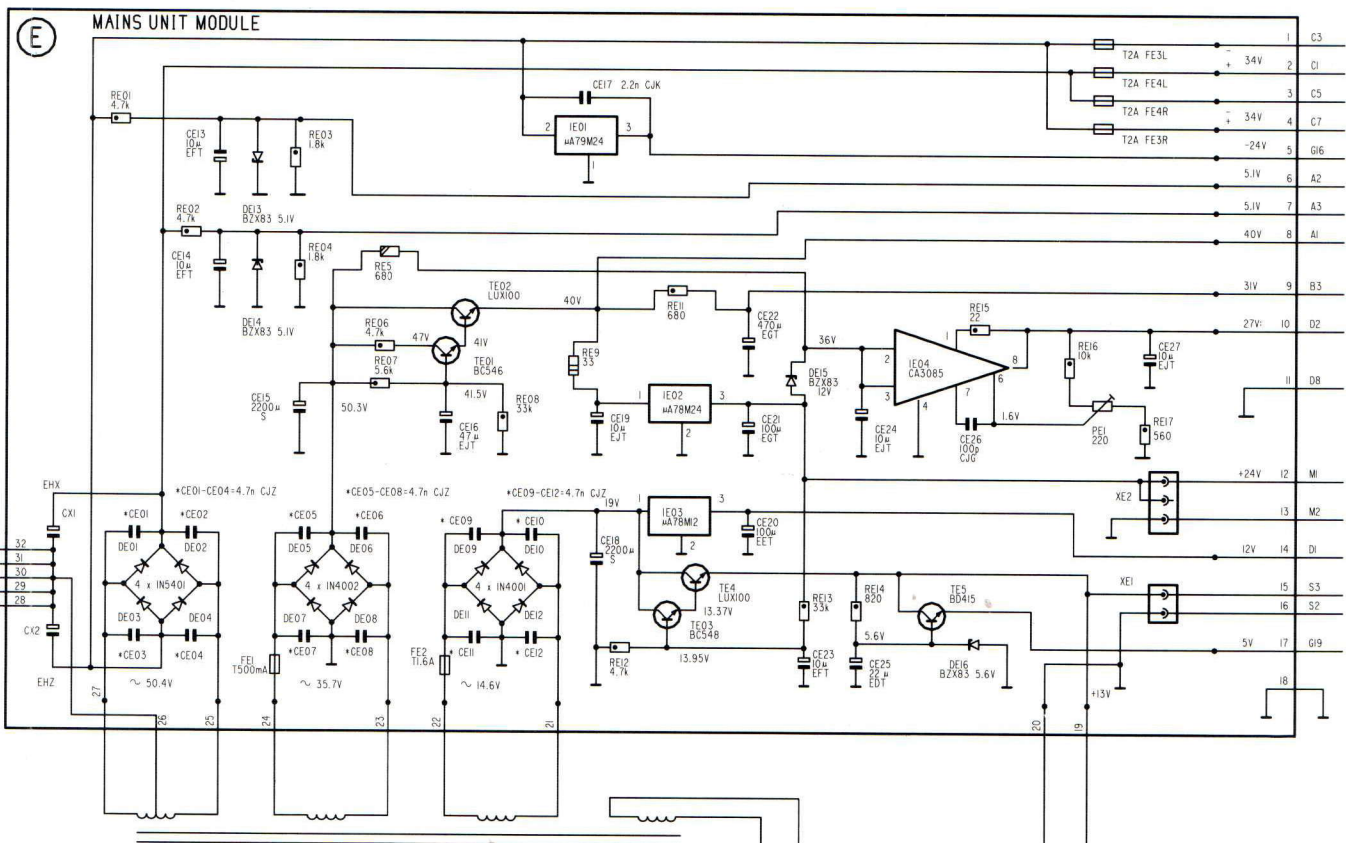 E
MAINS UNIT MODULE
1 C3
T2A FE3L
- 34V +
2 C1
T2A FE4L
3 C5
T2A FE4R
+ 34V -
4 C7
T2A FE3R
-24V 5 G16
5.1V 6 A2
5.1V 7 A3
40V 8 A1
31V 9 B3
27V 10 D2
11 D8
+24V 12 M1
13 M2
12V 14 D1
15 S3
16 S2
5V 17 G19
18
CE17 2.2n CJK
2 IE01 3
µA79M24
1
RE01
4.7k
CE13
10µ
EFT
RE03
1.8k
RE02
4.7k
DE13
BZX83 5.1V
CE14
10µ
EFT
RE04
1.8k
DE14
BZX83 5.1V
RE5
680
TE02
LUX100
40V
RE06
4.7k
47V
41V
RE07
5.6k
TE01
BC546
CE15
2200µ
S
50.3V
41.5V
RE08
33k
CE16
47µ
EJT
RE11
680
CE22
470µ
EGT
RE9
33
1 IE02 3
µA78M24
2
CE19
10µ
EJT
CE21
100µ
EGT
36V
DE15
BZX83
12V
RE15
22
1
2 IE04 8
CA3085
3
6
7
4
CE24
10µ
EJT
CE26
100p
CJG
1.6V
RE16
10k
CE27
10µ
EJT
PE1
220
RE17
560
XE2
XE1
EHX
CX1
*CE01-CE04=4.7n CJZ
*CE05-CE08=4.7n CJZ
*CE09-CE12=4.7n CJZ
*CE01 *CE02
DE01 DE02
4 x IN5401
DE03 DE04
*CE03 *CE04
32
31
30
29
28
CX2
EHZ
~ 50.4V
*CE05 *CE06
DE05 DE06
4 x IN4002
DE07 DE08
*CE07 *CE08
FE1
T500mA
~ 35.7V
* CE09 * CE10
DE09 DE10
4 x IN4001
DE11 DE12
* CE11 * CE12
FE2
T1.6A
~ 14.6V
19V
1 IE03 3
µA78M12
2
CE18
2200µ
S
CE20
100µ
EET
TE4
LUX100
13.37V
TE03
BC548
RE12
4.7k
13.95V
RE13
33k
CE23
10µ
EFT
RE14
820
TE5
BD415
5.6V
CE25
22µ
EDT
DE16
BZX83 5.6V
+13V
27 26 25 24 23 22 21 20 19